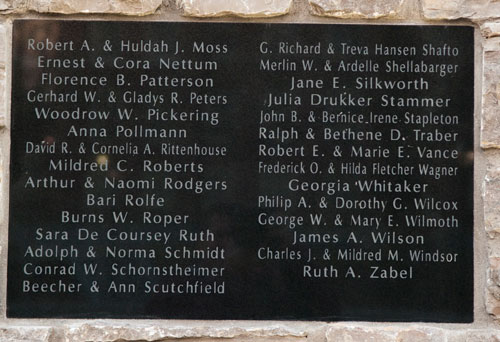 Robert A. & Huldah J. Moss
Ernest & Cora Nettum
Florence B. Patterson
Gerhard W. & Gladys R. Peters
Woodrow W. Pickering
Anna Pollmann
David R. & Cornelia A. Rittenhouse
Mildred C. Roberts
Arthur & Naomi Rodgers
Bari Rolfe
Burns W. Roper
Sara De Coursey Ruth
Adolph & Norma Schmidt
Conrad W. Schornstheimer
Beecher & Ann Scutchfield
G. Richard & Treva Hansen Shafto
Merlin W. & Ardelle Shellabarger
Jane E. Silkworth
Julia Drukker Stammer
John B. & Bernice Irene Stapleton
Ralph & Bethene D. Traber
Robert E. & Marie E. Vance
Frederick O. & Hilda Fletcher Wagner
Georgia Whitaker
Philip A. & Dorothy G. Wilcox
George W. & Mary E. Wilmoth
James A. Wilson
Charles J. & Mildred M. Windsor
Ruth A. Zabel